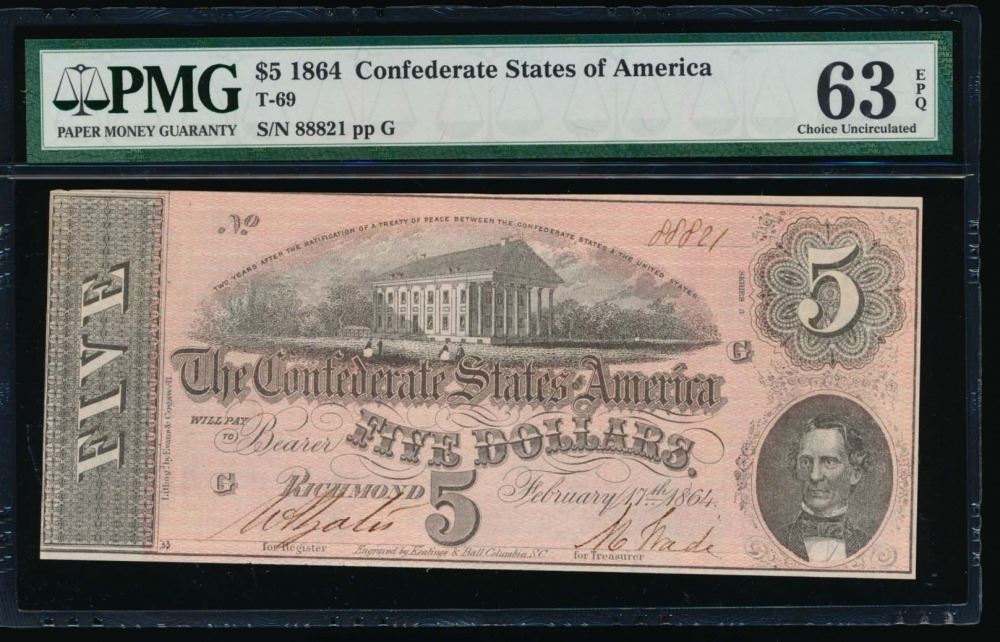 PMG
PAPER MONEY GUARANTY
$5 1864 Confederate States of America
T-69
S/N 88821 pp G
63 EPQ
Choice Uncirculated
No
88821
TWO YEARS AFTER THE RATIFICATION OF A TREATY OF PEACE BETWEEN THE CONFEDERATE STATES & THE UNITED STATES
5
G
FIVE
The Confederate States of America
WILL PAY TO Bearer FIVE DOLLARS.
G
RICHMOND 5 February 17th 1864.
for Register
Engraved by Keatinge & Ball Columbia, S.C.
for Treasurer
M Wade
33